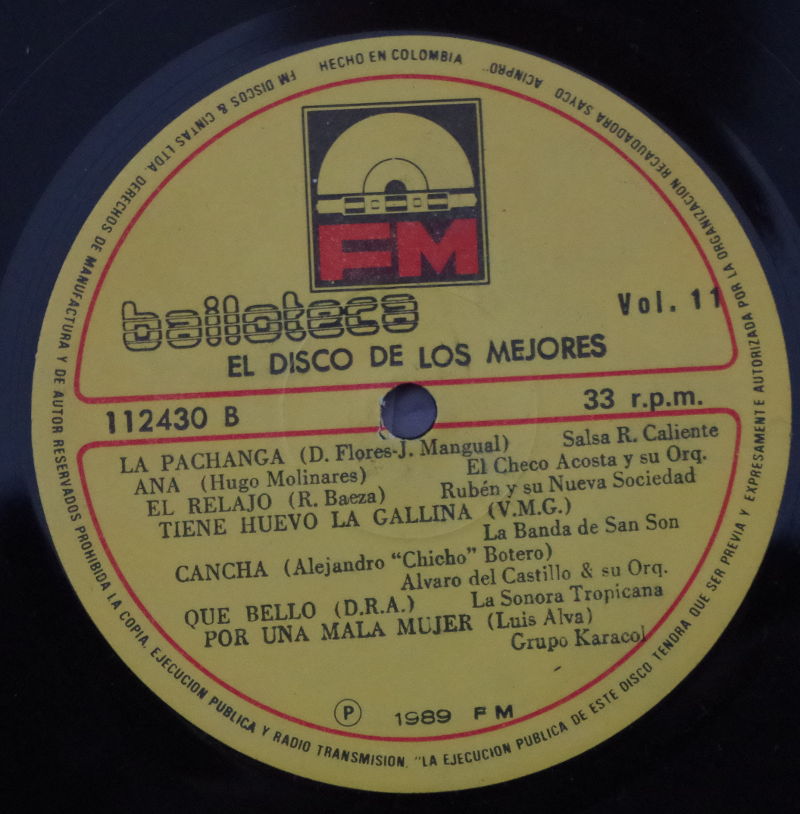 FM DISCOS & CINTAS LTDA. DERECHOS DE MANUFACTURA Y DE AUTOR RESERVADOS PROHIBIDA LA COPIA, EJECUCION PUBLICA Y RADIO TRANSMISION. "LA EJECUCION PUBLICA DE ESTE DISCO TENDRA QUE SER PREVIA Y EXPRESAMENTE AUTORIZADA POR LA ORGANIZACION RECAUDADORA SAYCO ACINPRO"
HECHO EN COLOMBIA
FM
bailoteca Vol. 11
EL DISCO DE LOS MEJORES
112430 B 33 r.p.m.
LA PACHANGA (D. Flores-J. Mangual) Salsa R. Caliente
ANA (Hugo Molinares) El Checo Acosta y su Orq.
EL RELAJO (R. Baeza) Rubén y su Nueva Sociedad
TIENE HUEVO LA GALLINA (V.M.G.)
La Banda de San Son
CANCHA (Alejandro "Chicho" Botero)
Alvaro del Castillo & su Orq.
QUE BELLO (D.R.A.) La Sonora Tropicana
POR UNA MALA MUJER (Luis Alva)
Grupo Karacol
Ⓟ 1989 FM